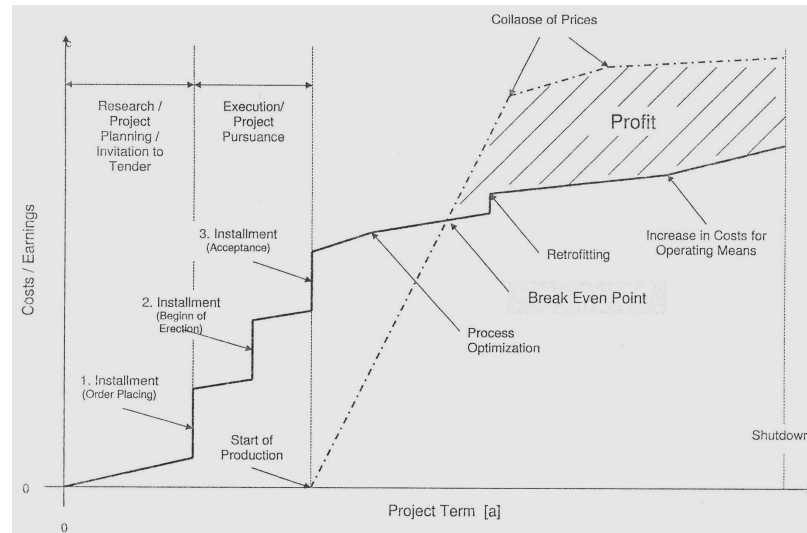 Collapse of Prices
c
Research /
Project
Planning /
Invitation to
Tender
Execution/
Project
Pursuance
Profit
3. Installment
(Acceptance)
Retrofitting
Increase in Costs for
Operating Means
2. Installment
(Beginn of
Erection)
Break Even Point
Process
Optimization
1. Installment
(Order Placing)
Start of
Production
Shutdown
Costs / Earnings
0
Project Term [a]
0